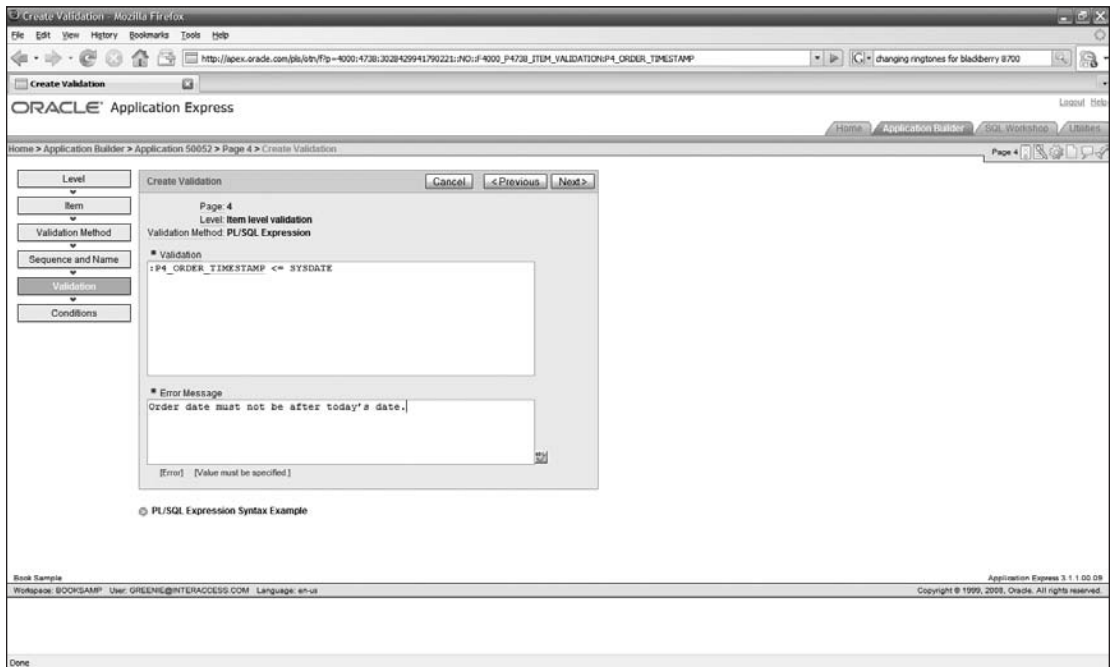 Create Validation - Mozilla Firefox
File Edit View History Bookmarks Tools Help
http://apex.oracle.com/pls/otn/f?p=4000:4738:3028429941790221::NO::F4000_P4738_ITEM_VALIDATION:P4_ORDER_TIMESTAMP
changing ringtones for blackberry 8700
Create Validation
ORACLE Application Express
Logout Help
Home Application Builder SQL Workshop Utilities
Home > Application Builder > Application 50052 > Page 4 > Create Validation
Page 4
Level
Item
Validation Method
Sequence and Name
Validation
Conditions
Create Validation
Cancel < Previous Next >
Page: 4
Level: Item level validation
Validation Method: PL/SQL Expression
* Validation
:P4_ORDER_TIMESTAMP <= SYSDATE
* Error Message
Order date must not be after today's date.
[Error] [Value must be specified.]
PL/SQL Expression Syntax Example
Book Sample
Application Express 3.1.1.00.09
Workspace: BOOKSAMP User: GREENIE@INTERACCESS.COM Language: en-us
Copyright © 1999, 2008, Oracle. All rights reserved.
Done